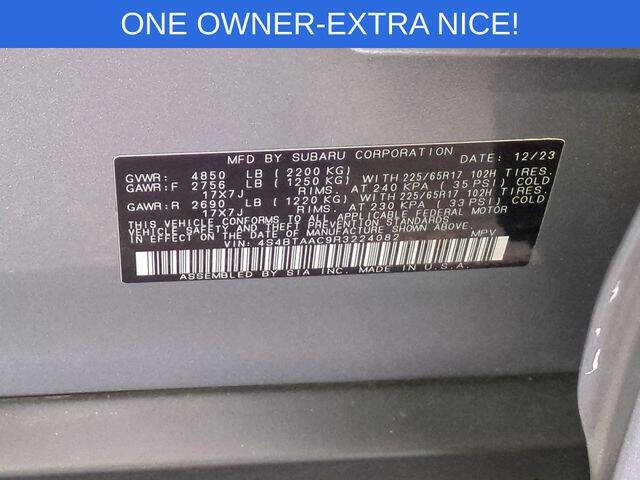 ONE OWNER-EXTRA NICE!
MFD BY SUBARU CORPORATION DATE: 12/23
GVWR: 4850 LB (2200 KG)
GAWR:F 2756 LB (1250 KG) WITH 225/65R17 102H TIRES.
17X7J RIMS. AT 240 KPA (35 PSI) COLD
GAWR:R 2690 LB (1220 KG) WITH 225/65R17 102H TIRES.
17X7J RIMS. AT 230 KPA (33 PSI) COLD
THIS VEHICLE CONFORMS TO ALL APPLICABLE FEDERAL MOTOR
VEHICLE SAFETY AND THEFT PREVENTION STANDARDS
IN EFFECT ON THE DATE OF MANUFACTURE SHOWN ABOVE.
VIN: 4S4BTAAC9R3224082 MPV
ASSEMBLED BY SIA INC. MADE IN U.S.A.